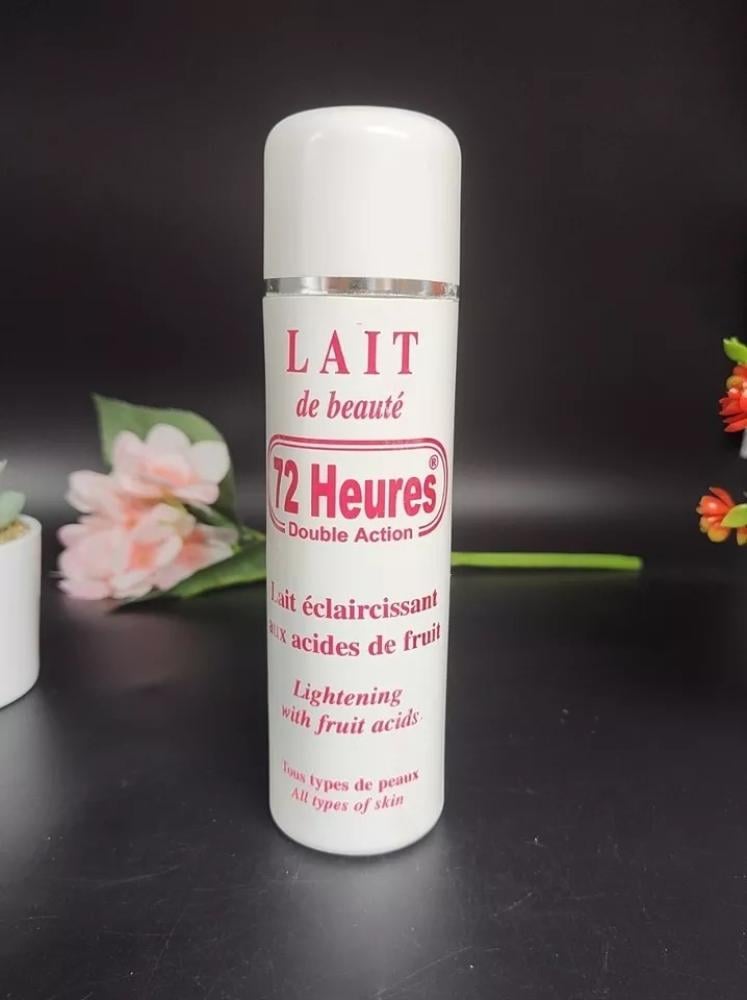 LAIT
de beauté
72 Heures®
Double Action
Lait éclaircissant
aux acides de fruit
Lightening
with fruit acids
Tous types de peaux
All types of skin